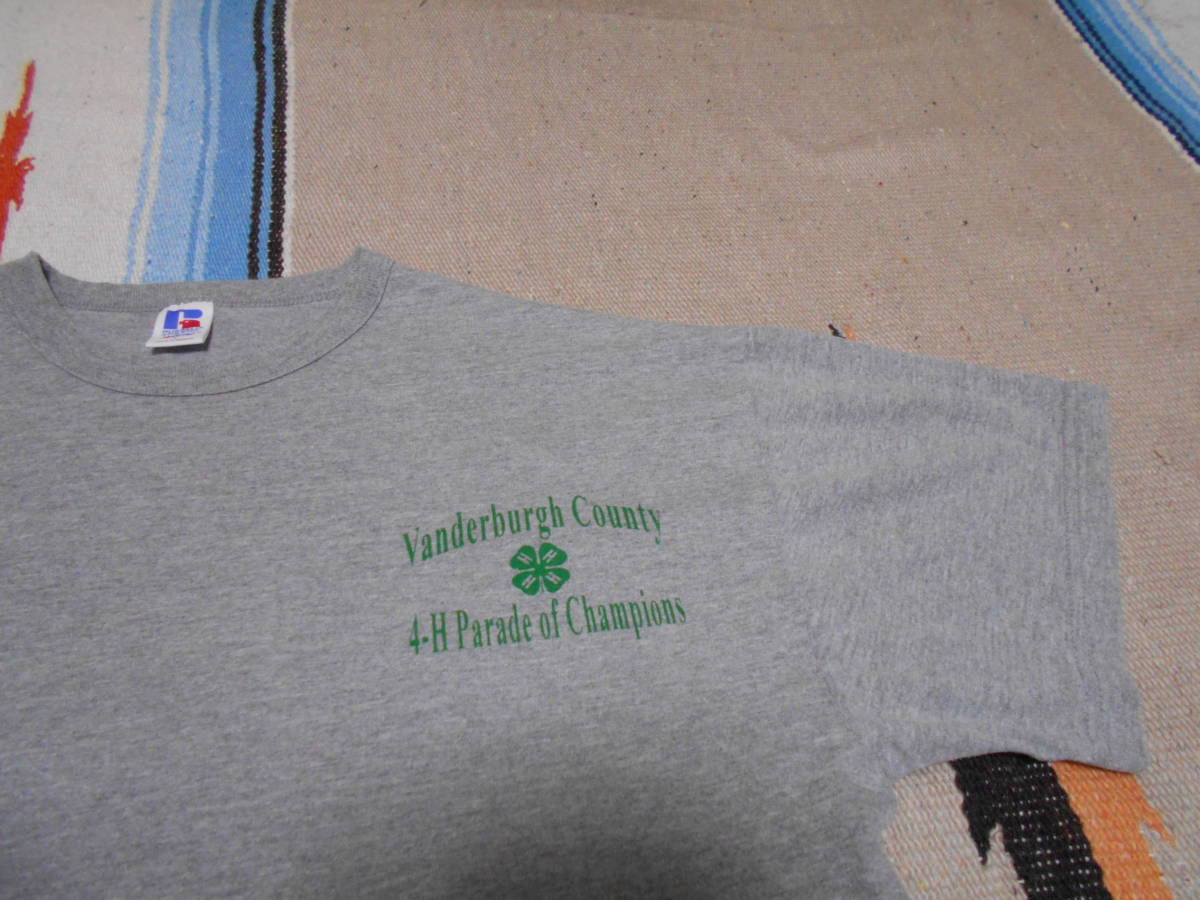 Vanderburgh County
H H
H H
4-H Parade of Champions